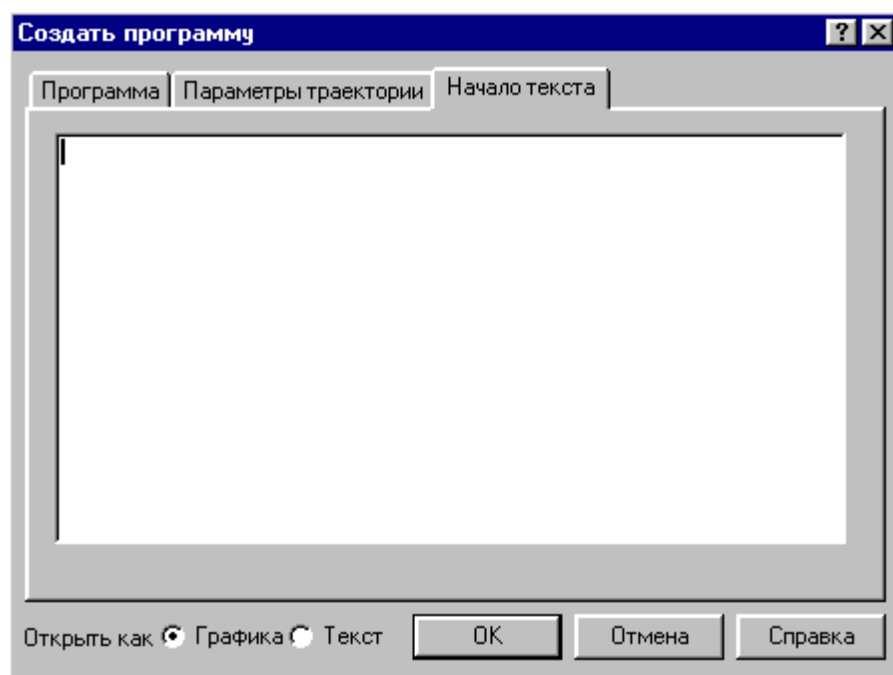 Создать программу
Программа Параметры траектории Начало текста
Открыть как Графика Текст OK Отмена Справка